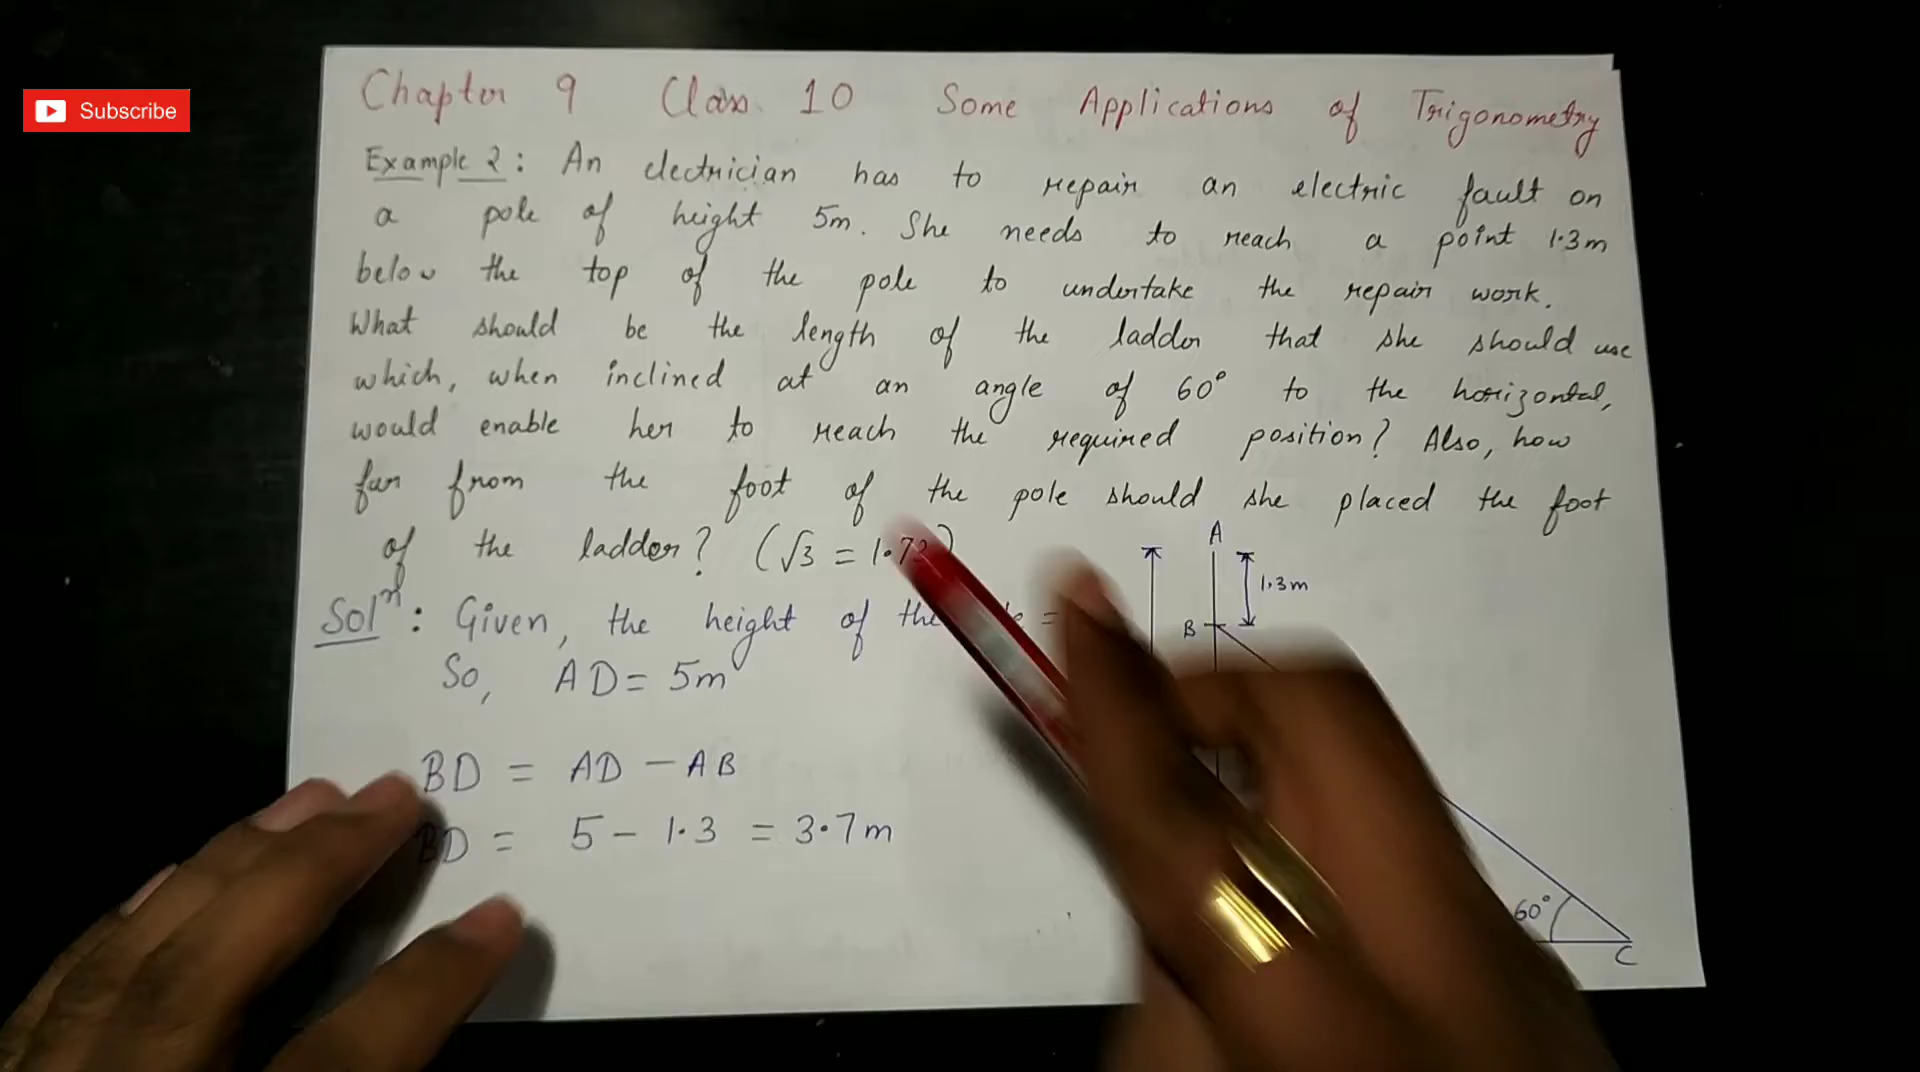 Subscribe
Chapter 9 Class 10 Some Applications of Trigonometry
Example 2: An electrician has to repair an electric fault on
a pole of height 5m. She needs to reach a point 1.3m
below the top of the pole to undertake the repair work.
What should be the length of the ladder that she should use
which, when inclined at an angle of 60° to the horizontal,
would enable her to reach the required position? Also, how
far from the foot of the pole should she placed the foot
of the ladder? (√3 = 1.73)
Solⁿ: Given, the height of the =
So, AD = 5m
BD = AD - AB
BD = 5 - 1.3 = 3.7m
A
1.3m
B
60°
C